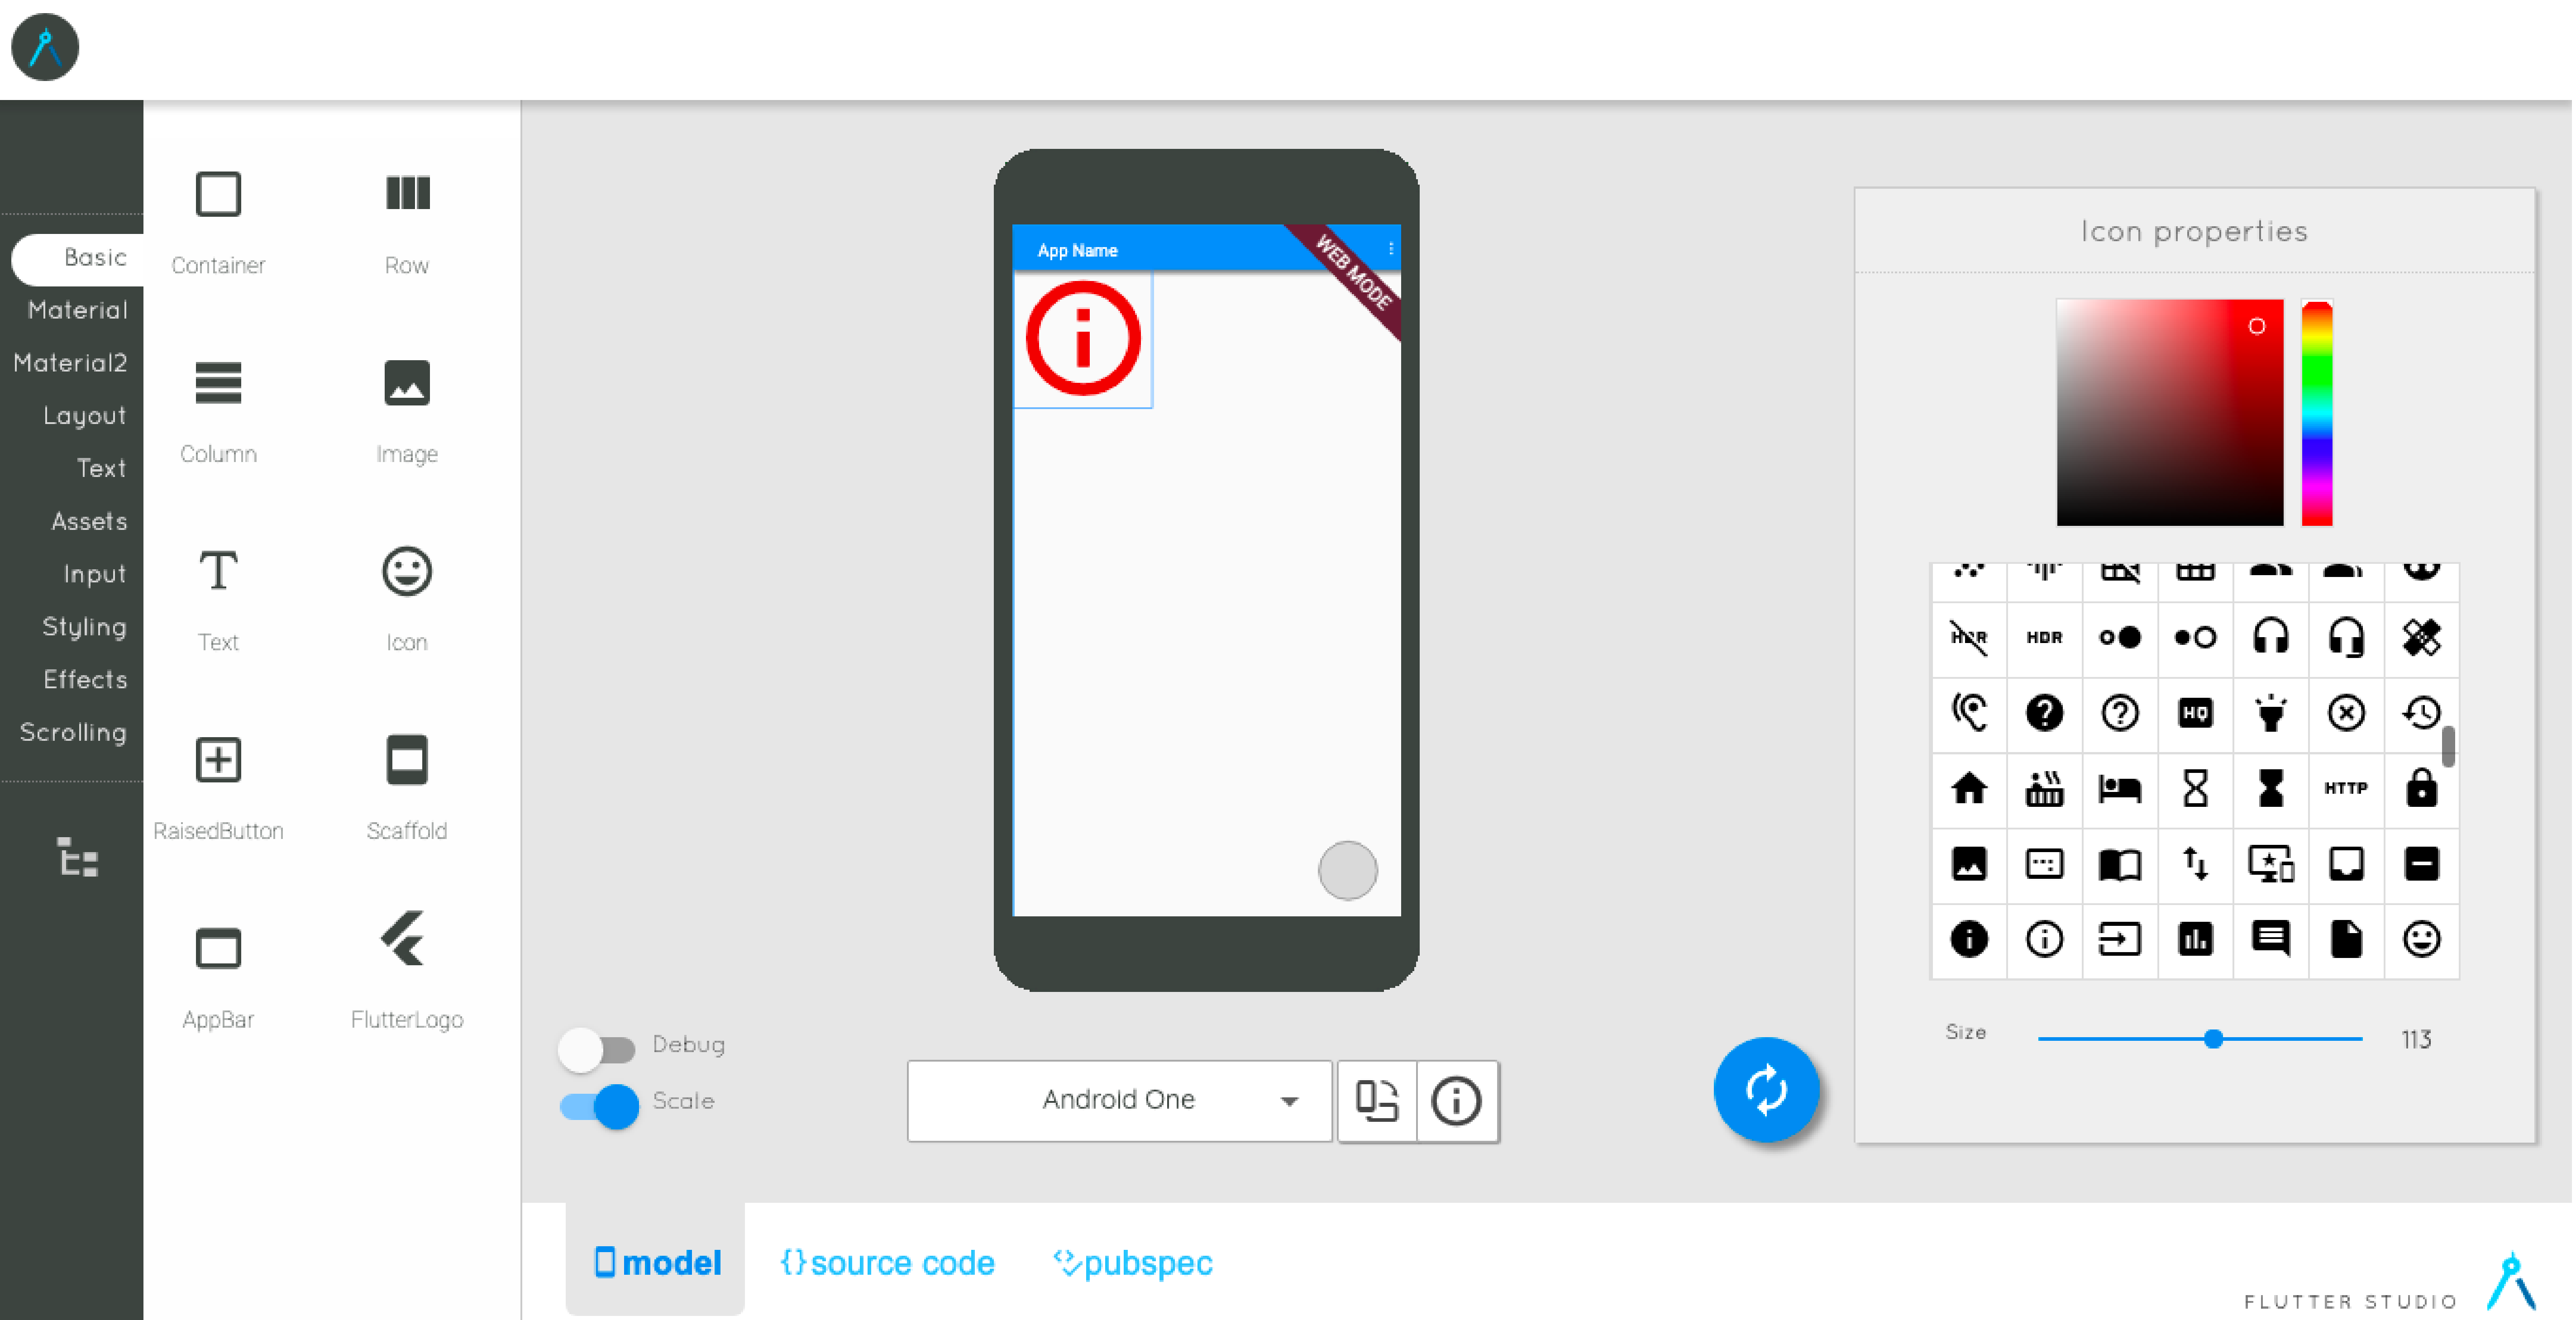 Basic
Material
Material2
Layout
Text
Assets
Input
Styling
Effects
Scrolling
Container
Row
Column
Image
Text
Icon
RaisedButton
Scaffold
AppBar
FlutterLogo
App Name
WEB MODE
Debug
Scale
Android One
Icon properties
HDR
HDR
HQ
HTTP
Size
113
model
{}source code
pubspec
FLUTTER STUDIO